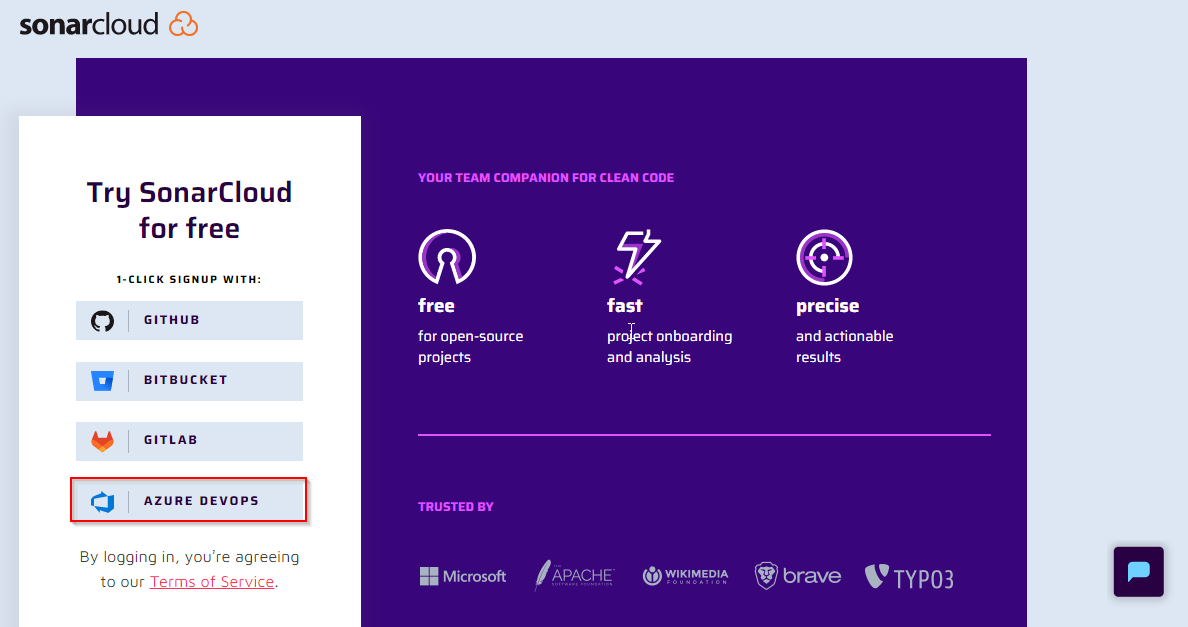 sonarcloud
Try SonarCloud
for free
1-CLICK SIGNUP WITH:
GITHUB
BITBUCKET
GITLAB
AZURE DEVOPS
By logging in, you're agreeing
to our Terms of Service.
YOUR TEAM COMPANION FOR CLEAN CODE
free
for open-source
projects
fast
project onboarding
and analysis
precise
and actionable
results
TRUSTED BY
Microsoft
THE
APACHE
SOFTWARE FOUNDATION
WIKIMEDIA
FOUNDATION
brave
TYPO3